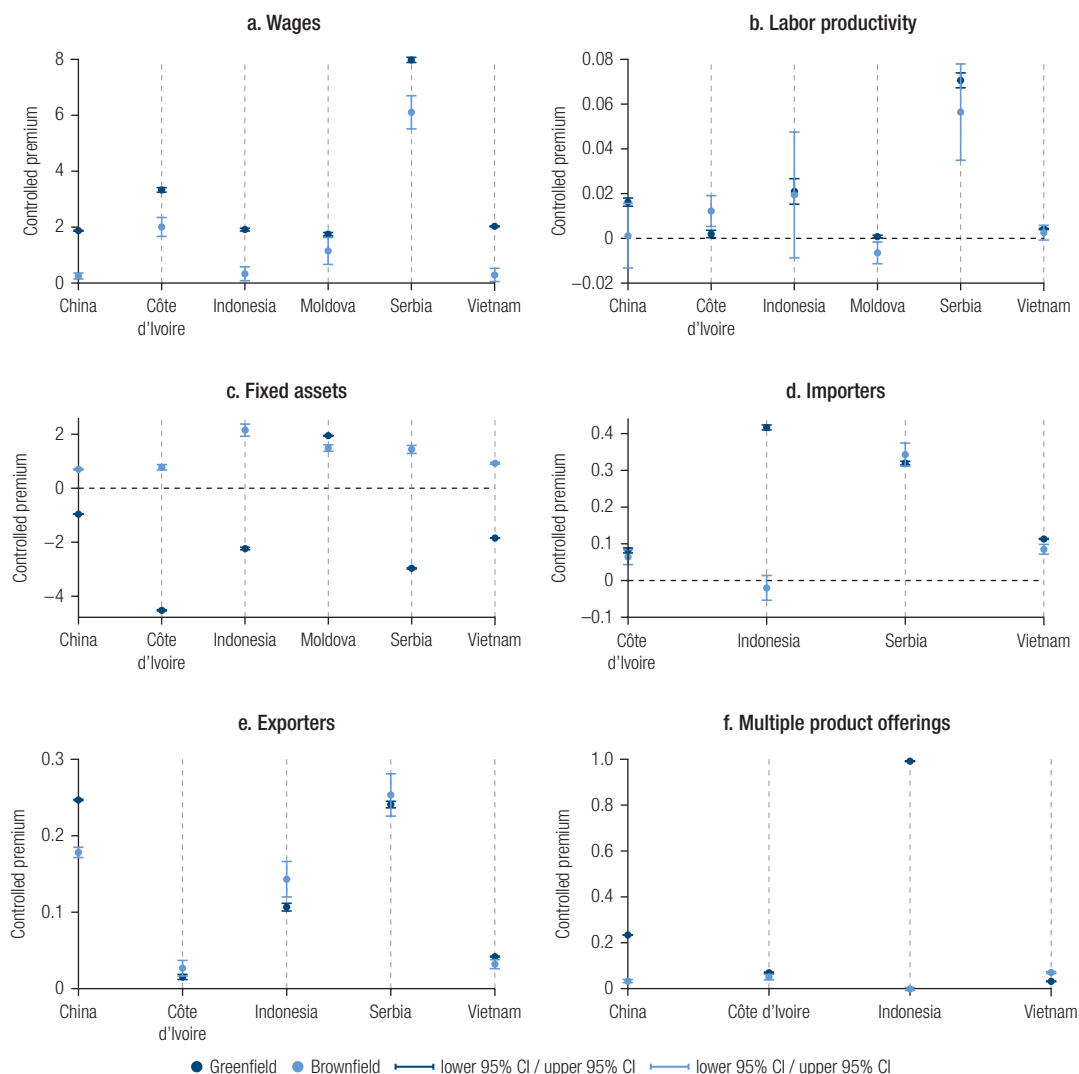 a. Wages
Controlled premium
8
6
4
2
0
China
Côte
d'Ivoire
Indonesia
Moldova
Serbia
Vietnam
b. Labor productivity
Controlled premium
0.08
0.06
0.04
0.02
0
–0.02
China
Côte
d'Ivoire
Indonesia
Moldova
Serbia
Vietnam
c. Fixed assets
Controlled premium
2
0
–2
–4
China
Côte
d'Ivoire
Indonesia
Moldova
Serbia
Vietnam
d. Importers
Controlled premium
0.4
0.3
0.2
0.1
0
–0.1
Côte
d'Ivoire
Indonesia
Serbia
Vietnam
e. Exporters
Controlled premium
0.3
0.2
0.1
0
China
Côte
d'Ivoire
Indonesia
Serbia
Vietnam
f. Multiple product offerings
Controlled premium
1.0
0.8
0.6
0.4
0.2
0
China
Côte d'Ivoire
Indonesia
Vietnam
Greenfield Brownfield lower 95% CI / upper 95% CI lower 95% CI / upper 95% CI